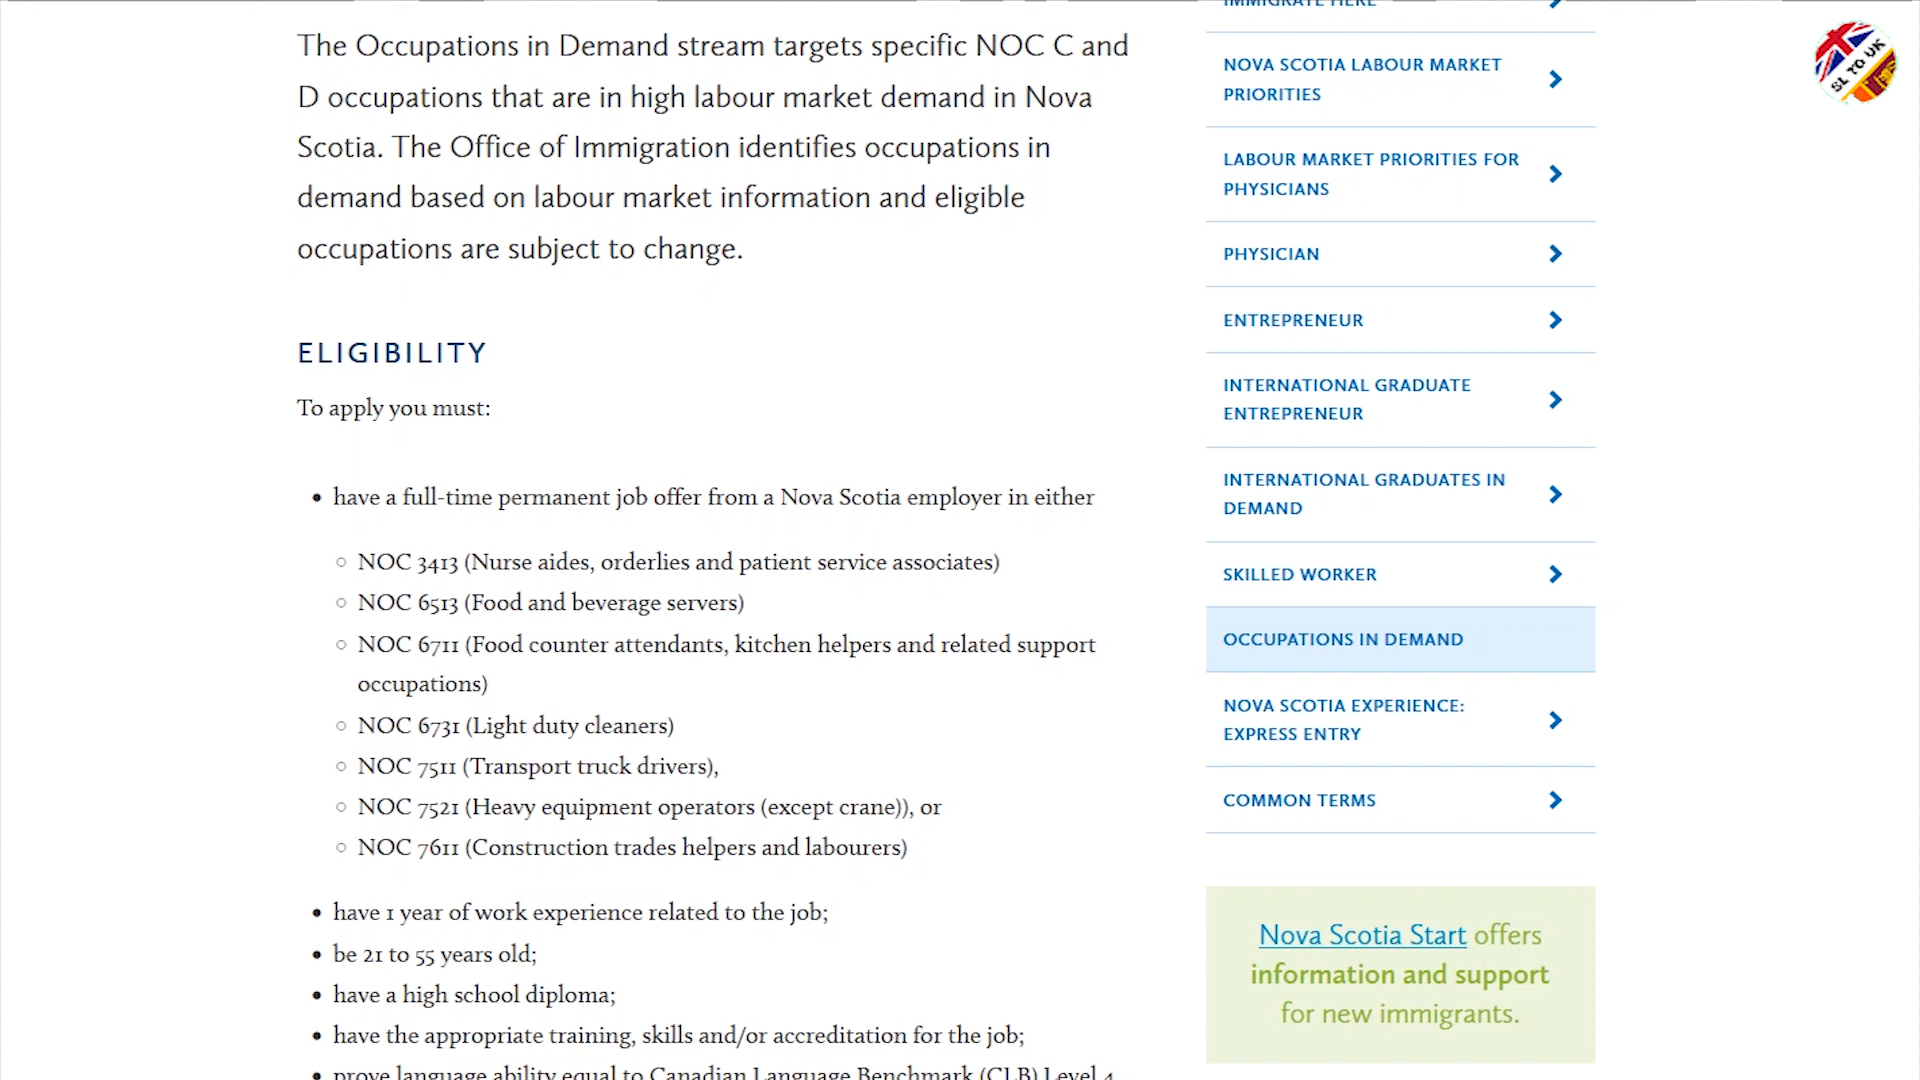 The Occupations in Demand stream targets specific NOC C and
D occupations that are in high labour market demand in Nova
Scotia. The Office of Immigration identifies occupations in
demand based on labour market information and eligible
occupations are subject to change.
ELIGIBILITY
To apply you must:
• have a full-time permanent job offer from a Nova Scotia employer in either
○ NOC 3413 (Nurse aides, orderlies and patient service associates)
○ NOC 6513 (Food and beverage servers)
○ NOC 6711 (Food counter attendants, kitchen helpers and related support
occupations)
○ NOC 6731 (Light duty cleaners)
○ NOC 7511 (Transport truck drivers),
○ NOC 7521 (Heavy equipment operators (except crane)), or
○ NOC 7611 (Construction trades helpers and labourers)
• have 1 year of work experience related to the job;
• be 21 to 55 years old;
• have a high school diploma;
• have the appropriate training, skills and/or accreditation for the job;
• prove language ability equal to Canadian Language Benchmark (CLB) Level 4
IMMIGRATE HERE
NOVA SCOTIA LABOUR MARKET
PRIORITIES
LABOUR MARKET PRIORITIES FOR
PHYSICIANS
PHYSICIAN
ENTREPRENEUR
INTERNATIONAL GRADUATE
ENTREPRENEUR
INTERNATIONAL GRADUATES IN
DEMAND
SKILLED WORKER
OCCUPATIONS IN DEMAND
NOVA SCOTIA EXPERIENCE:
EXPRESS ENTRY
COMMON TERMS
Nova Scotia Start offers
information and support
for new immigrants.
SL TO UK